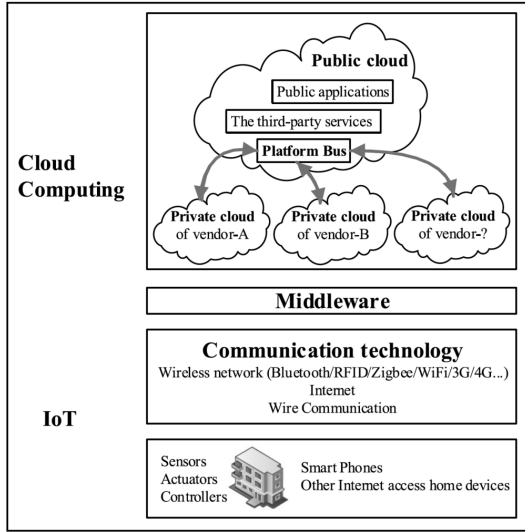 Public cloud
Public applications
The third-party services
Platform Bus
Cloud
Computing
Private cloud
of vendor-A
Private cloud
of vendor-B
Private cloud
of vendor-?
Middleware
Communication technology
Wireless network (Bluetooth/RFID/Zigbee/WiFi/3G/4G...)
Internet
Wire Communication
IoT
Sensors
Actuators
Controllers
Smart Phones
Other Internet access home devices